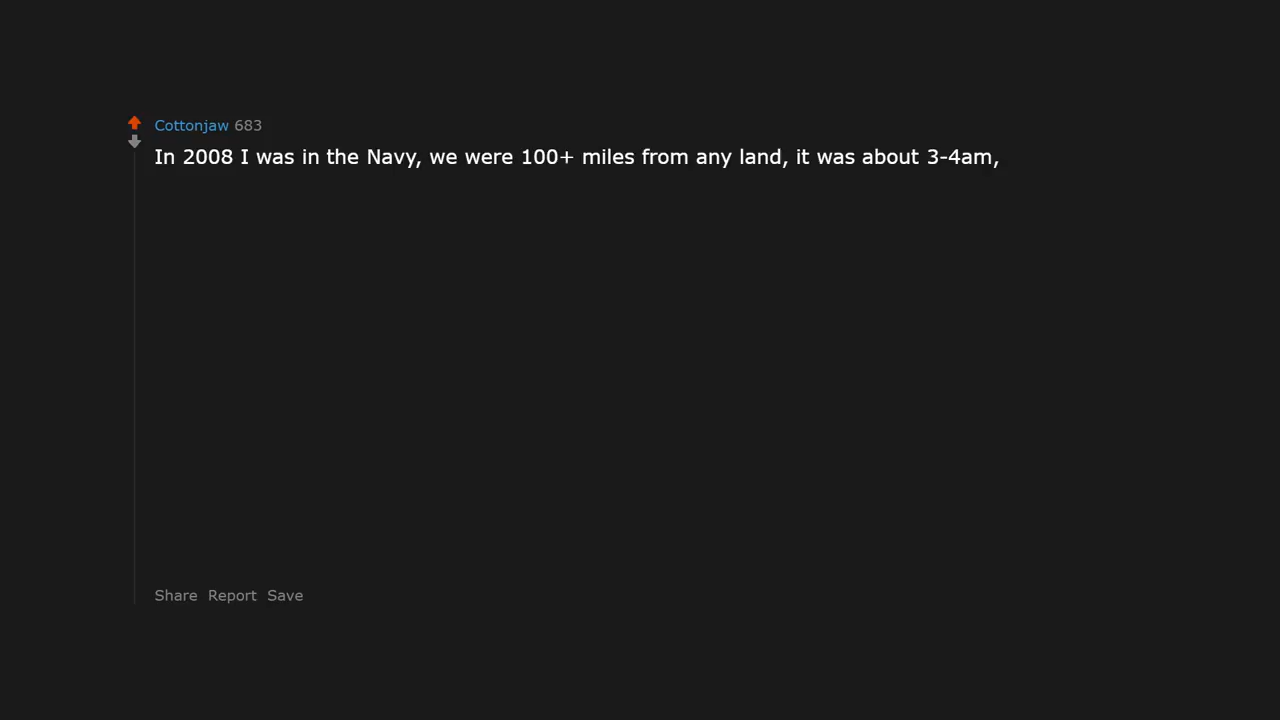 Cottonjaw 683
In 2008 I was in the Navy, we were 100+ miles from any land, it was about 3-4am,
Share Report Save